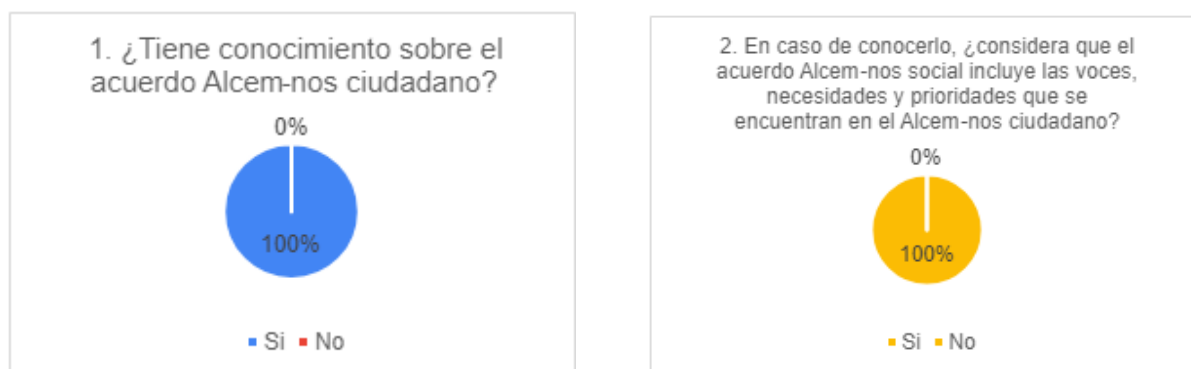 1. ¿Tiene conocimiento sobre el
acuerdo Alcem-nos ciudadano?
0%
100%
Si No
2. En caso de conocerlo, ¿considera que el
acuerdo Alcem-nos social incluye las voces,
necesidades y prioridades que se
encuentran en el Alcem-nos ciudadano?
0%
100%
Si No